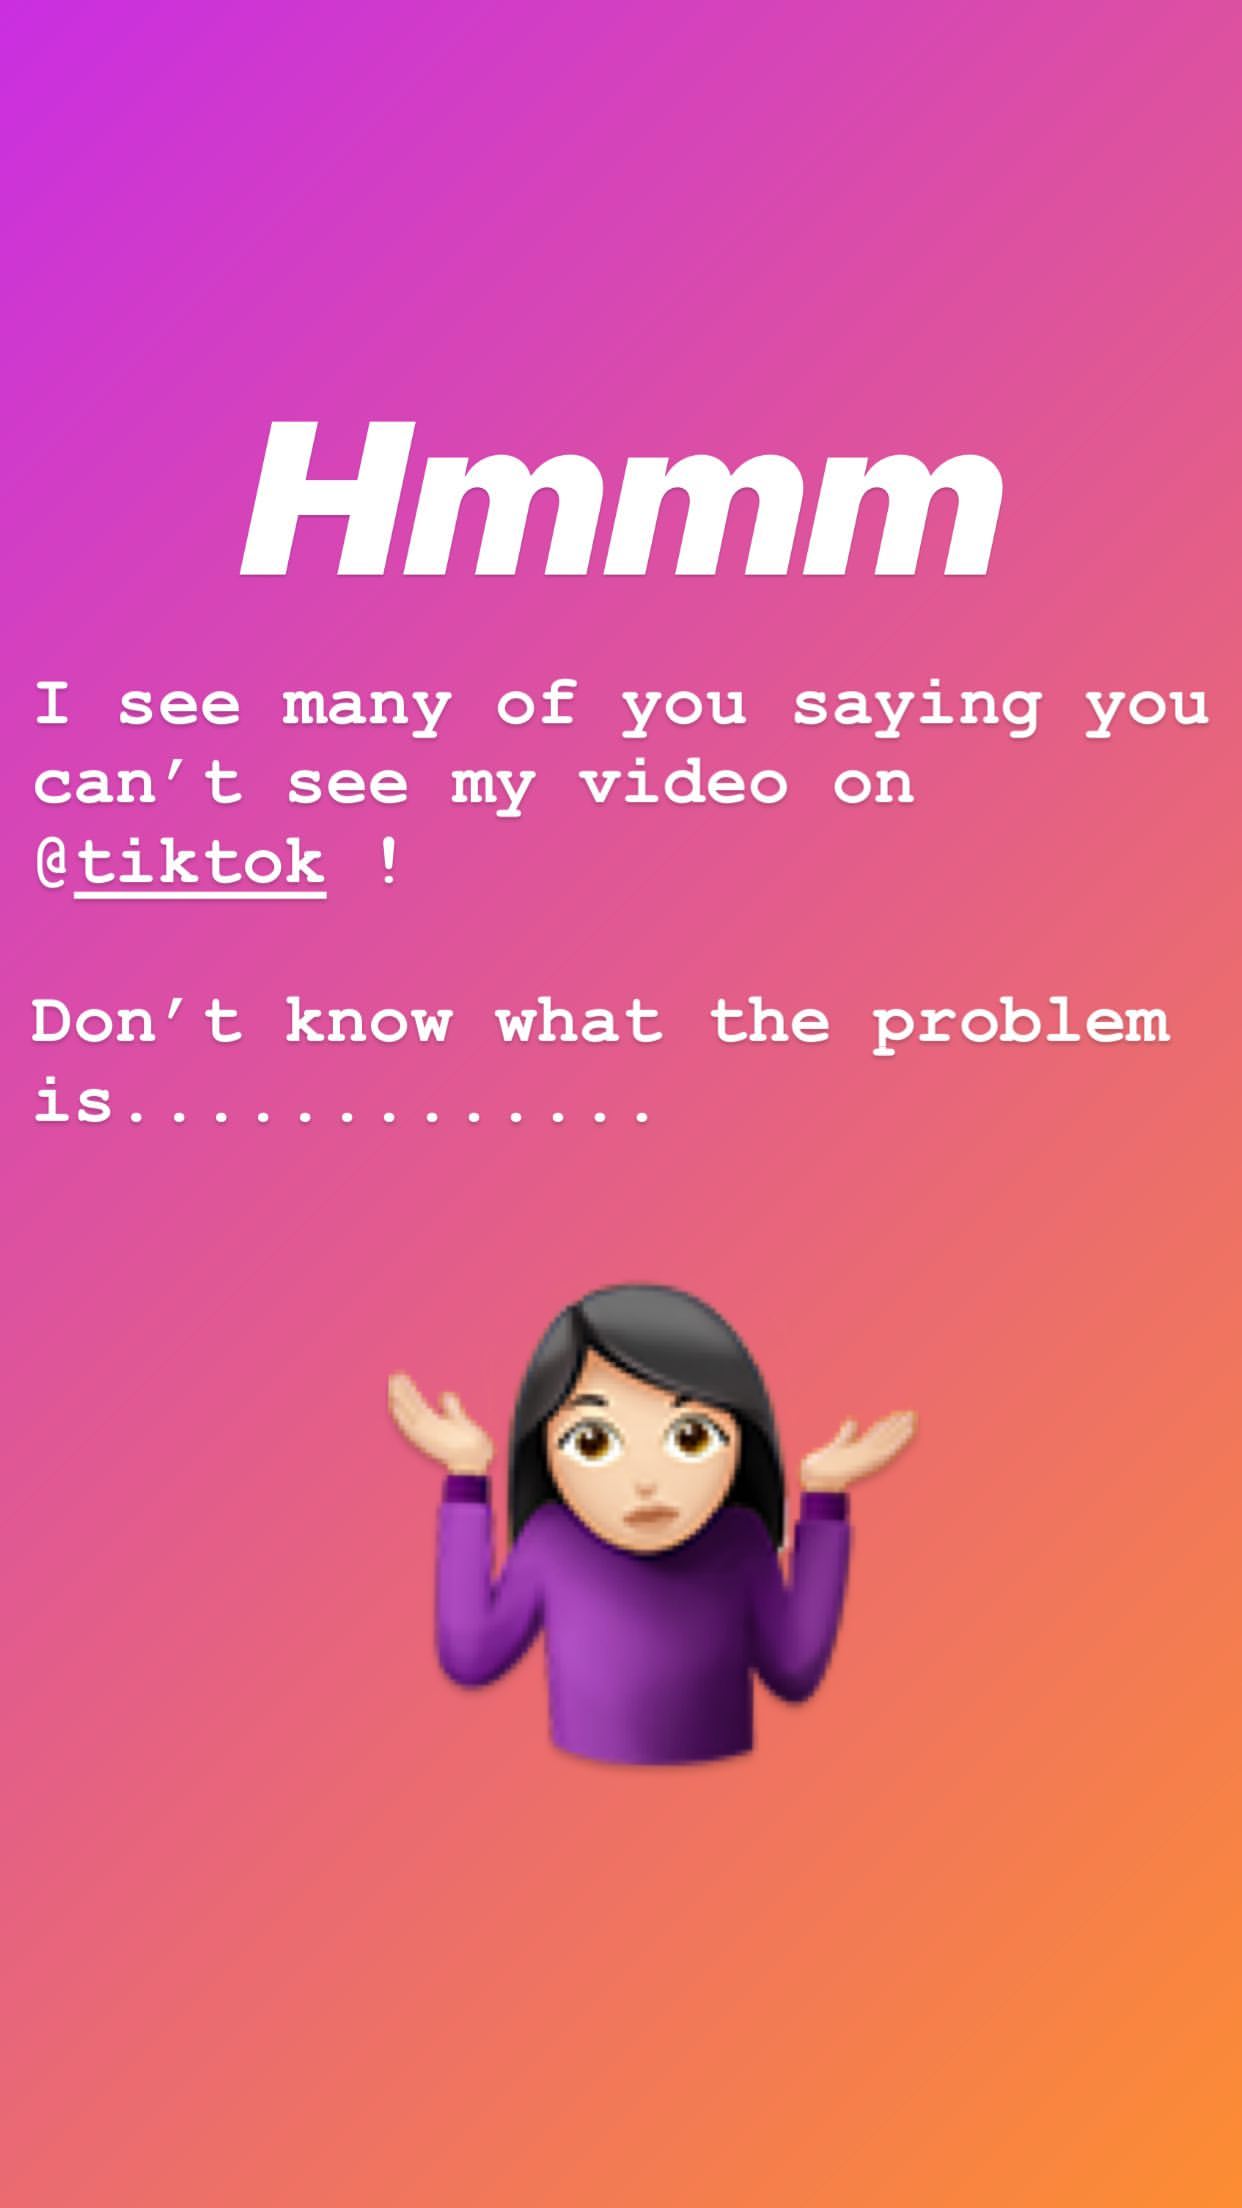 Hmmm
I see many of you saying you
can’t see my video on
@tiktok !
Don’t know what the problem
is.............